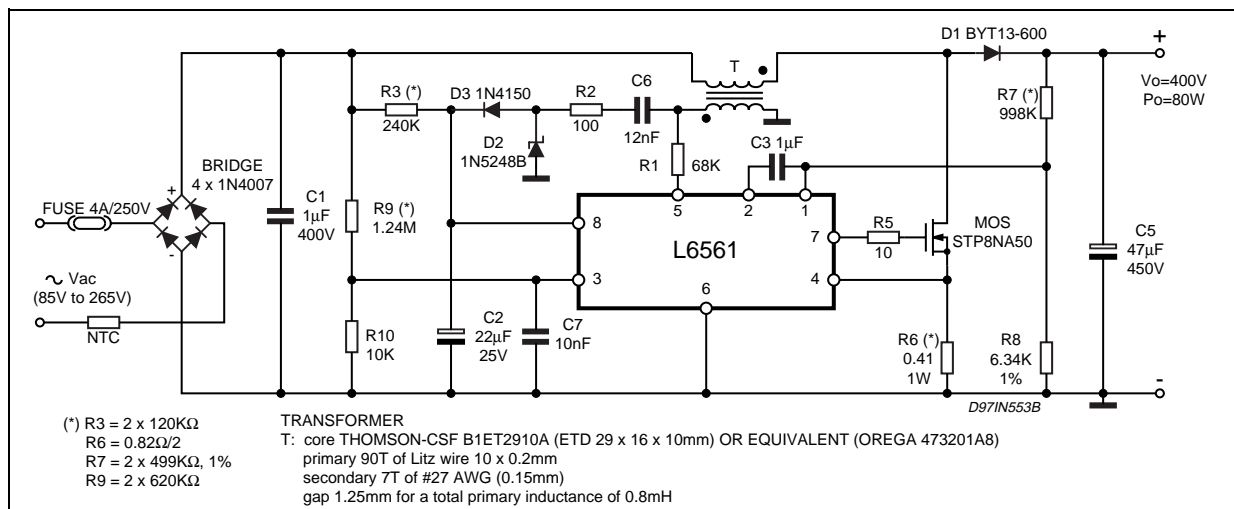 D1 BYT13-600
+
Vo=400V
Po=80W
T
R3 (*)
240K
D3 1N4150
R2
100
C6
12nF
R7 (*)
998K
D2
1N5248B
C3 1µF
R1
68K
BRIDGE
4 x 1N4007
+
-
FUSE 4A/250V
C1
1µF
400V
R9 (*)
1.24M
5
2
1
8
3
7
4
6
L6561
R5
10
MOS
STP8NA50
C5
47µF
450V
Vac
(85V to 265V)
NTC
R10
10K
C2
22µF
25V
C7
10nF
R6 (*)
0.41
1W
R8
6.34K
1%
-
D97IN553B
(*) R3 = 2 x 120KΩ
R6 = 0.82Ω/2
R7 = 2 x 499KΩ, 1%
R9 = 2 x 620KΩ
TRANSFORMER
T: core THOMSON-CSF B1ET2910A (ETD 29 x 16 x 10mm) OR EQUIVALENT (OREGA 473201A8)
primary 90T of Litz wire 10 x 0.2mm
secondary 7T of #27 AWG (0.15mm)
gap 1.25mm for a total primary inductance of 0.8mH